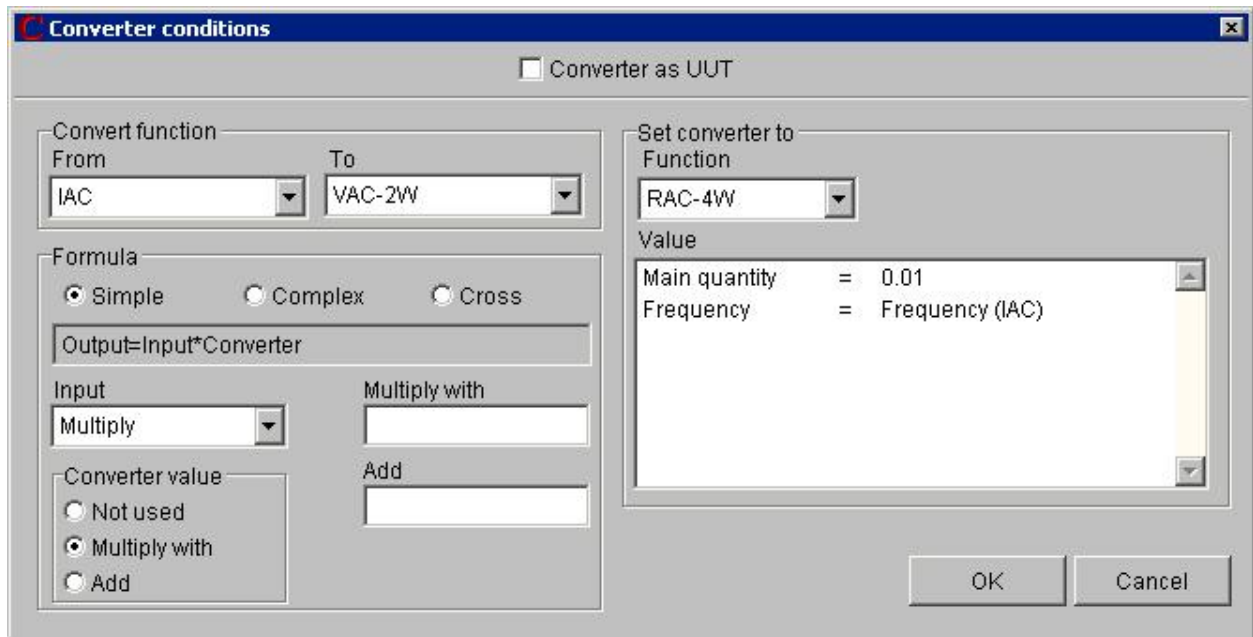 Converter conditions
Converter as UUT
Convert function
From To
IAC VAC-2W
Formula
Simple Complex Cross
Output=Input*Converter
Input Multiply with
Multiply
Converter value Add
Not used
Multiply with
Add
Set converter to
Function
RAC-4W
Value
Main quantity = 0.01
Frequency = Frequency (IAC)
OK Cancel